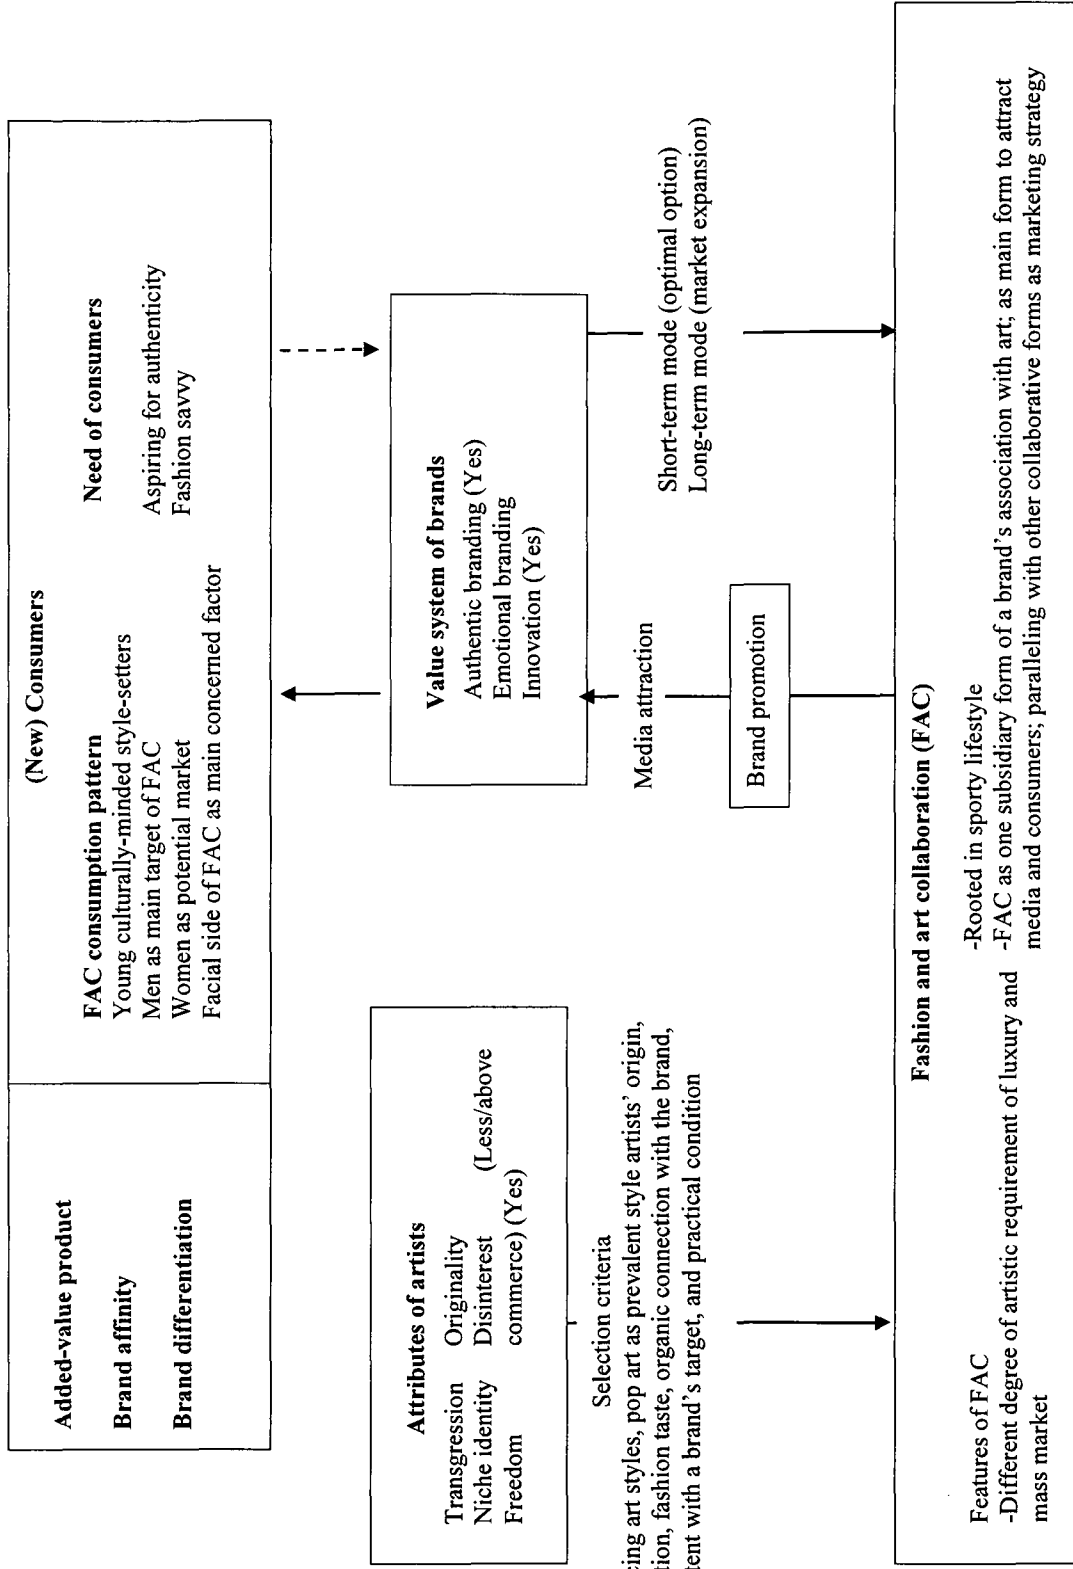 (New) Consumers
Added-value product
Brand affinity
Brand differentiation
FAC consumption pattern
Young culturally-minded style-setters
Men as main target of FAC
Women as potential market
Facial side of FAC as main concerned factor
Need of consumers
Aspiring for authenticity
Fashion savvy
Attributes of artists
Transgression Originality
Niche identity Disinterest (Less/above
Freedom commerce) (Yes)
Value system of brands
Authentic branding (Yes)
Emotional branding
Innovation (Yes)
Selection criteria
art styles, pop art as prevalent style artists' origin,
fashion taste, organic connection with the brand,
with a brand's target, and practical condition
Media attraction
Brand promotion
Short-term mode (optimal option)
Long-term mode (market expansion)
Fashion and art collaboration (FAC)
Features of FAC
-Different degree of artistic requirement of luxury and
mass market
-Rooted in sporty lifestyle
-FAC as one subsidiary form of a brand's association with art; as main form to attract
media and consumers; paralleling with other collaborative forms as marketing strategy